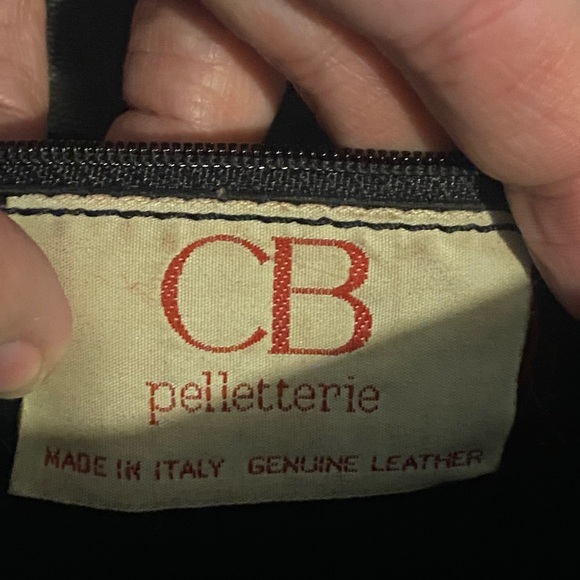 CB
pelletterie
MADE IN ITALY GENUINE LEATHER